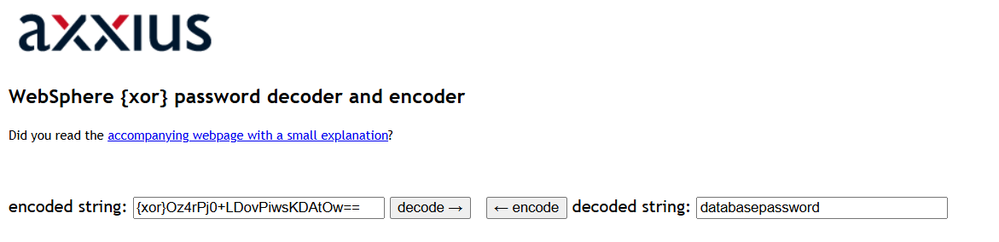 axxius
WebSphere {xor} password decoder and encoder
Did you read the accompanying webpage with a small explanation?
encoded string: {xor}Oz4rPj0+LDovPiwsKDAtOw== decode → ← encode decoded string: databasepassword